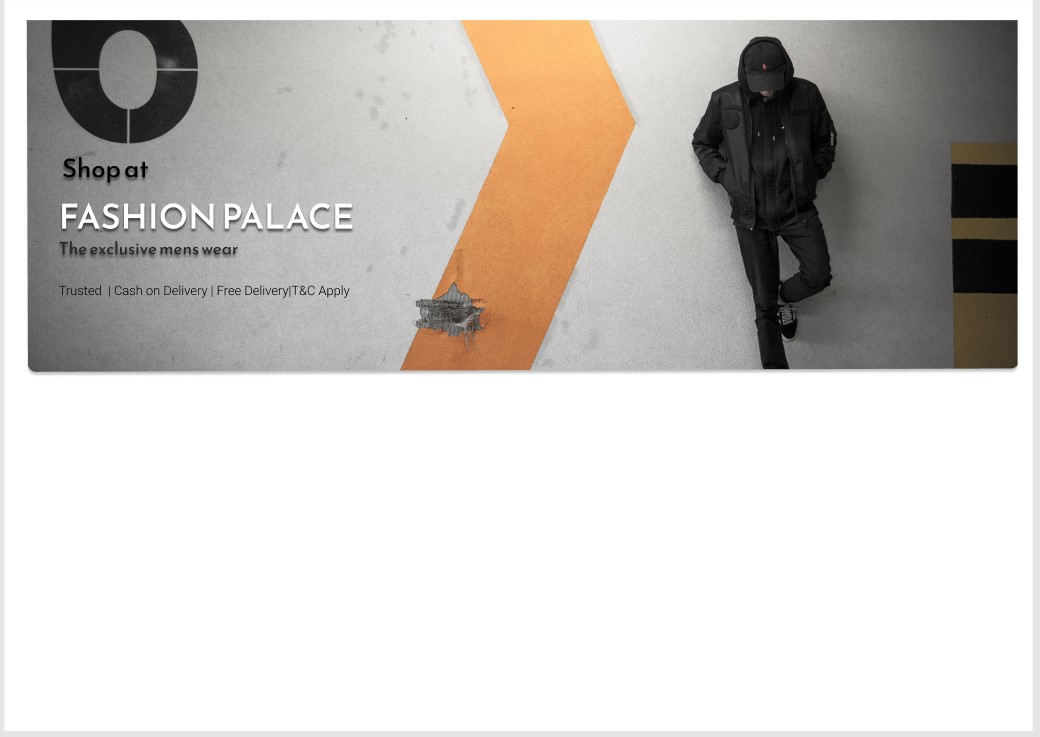 Shop at
FASHION PALACE
The exclusive mens wear
Trusted | Cash on Delivery | Free Delivery|T&C Apply